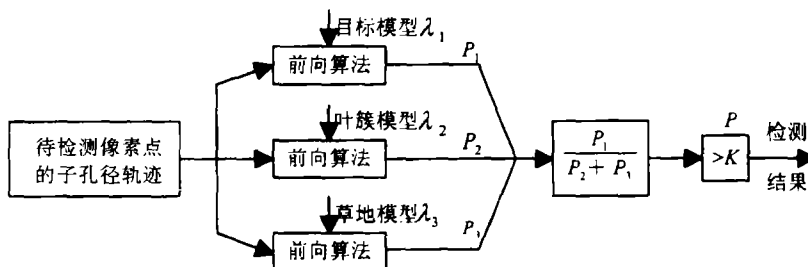 目标模型λ1
P1
前向算法
待检测像素点
的子孔径轨迹
叶簇模型λ2
前向算法
P2
P1
P2 + P3
P
>K
检测
结果
草地模型λ3
前向算法
P3